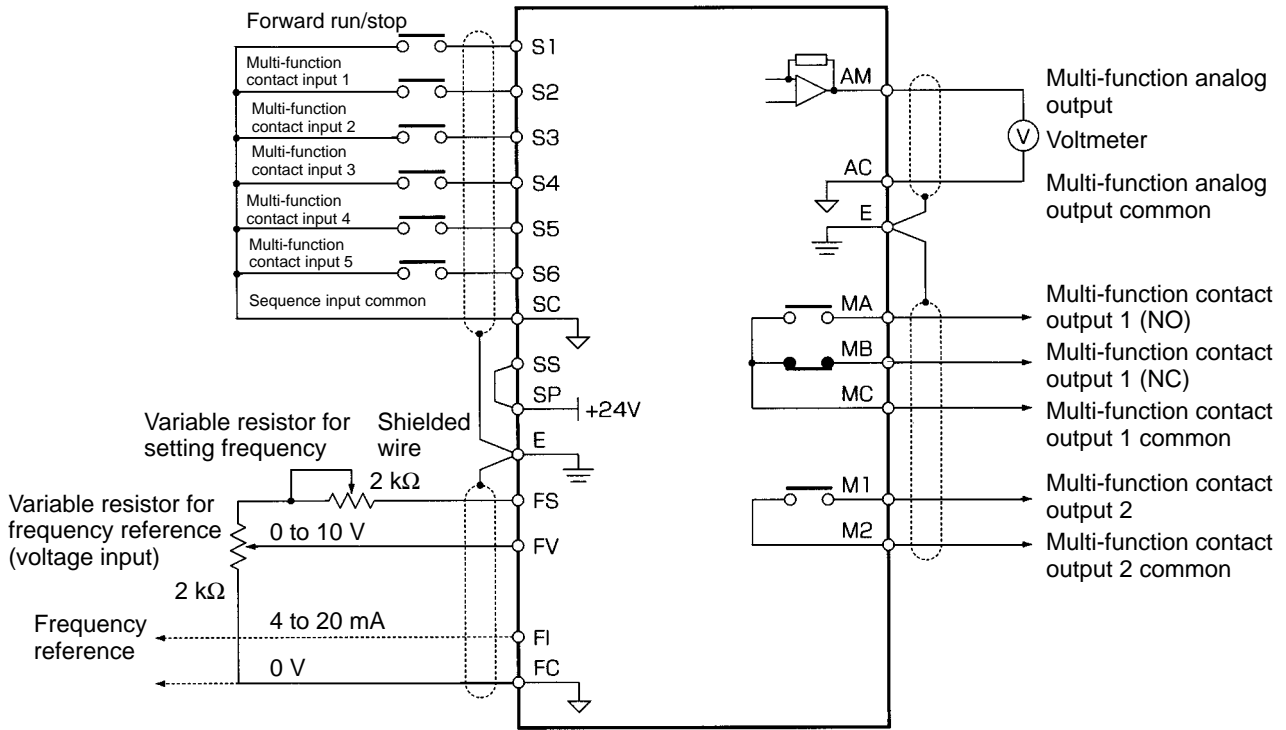 Forward run/stop
S1
Multi-function
contact input 1
S2
Multi-function
contact input 2
S3
Multi-function
contact input 3
S4
Multi-function
contact input 4
S5
Multi-function
contact input 5
S6
Sequence input common
SC
SS
SP
+24V
E
Variable resistor for
setting frequency
Shielded
wire
2 kΩ
FS
Variable resistor for
frequency reference
(voltage input)
0 to 10 V
FV
2 kΩ
Frequency
reference
4 to 20 mA
FI
0 V
FC
AM
Multi-function analog
output
V
Voltmeter
AC
Multi-function analog
output common
E
MA
Multi-function contact
output 1 (NO)
MB
Multi-function contact
output 1 (NC)
MC
Multi-function contact
output 1 common
M1
Multi-function contact
output 2
M2
Multi-function contact
output 2 common